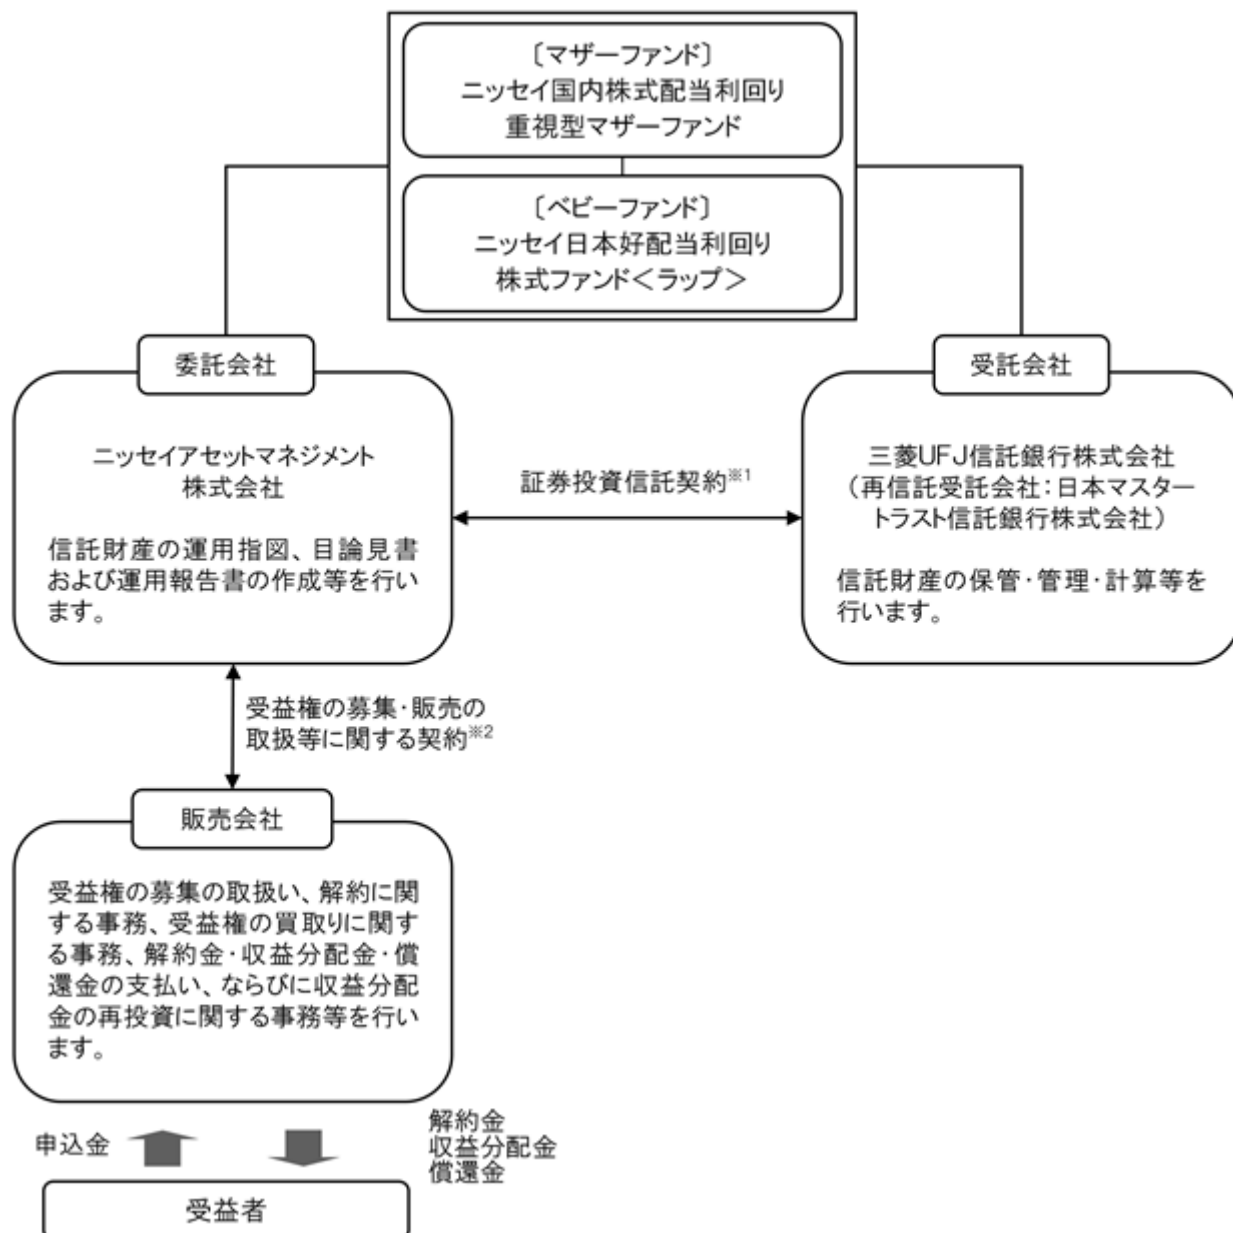 〔マザーファンド〕
ニッセイ国内株式配当利回り
重視型マザーファンド
〔ベビーファンド〕
ニッセイ日本好配当利回り
株式ファンド＜ラップ＞
委託会社
ニッセイアセットマネジメント
株式会社
信託財産の運用指図、目論見書
および運用報告書の作成等を行い
ます。
証券投資信託契約※1
受託会社
三菱UFJ信託銀行株式会社
（再信託受託会社：日本マスター
トラスト信託銀行株式会社）
信託財産の保管・管理・計算等を
行います。
受益権の募集・販売の
取扱等に関する契約※2
販売会社
受益権の募集の取扱い、解約に関
する事務、受益権の買取りに関す
る事務、解約金・収益分配金・償
還金の支払い、ならびに収益分配
金の再投資に関する事務等を行い
ます。
申込金
解約金
収益分配金
償還金
受益者